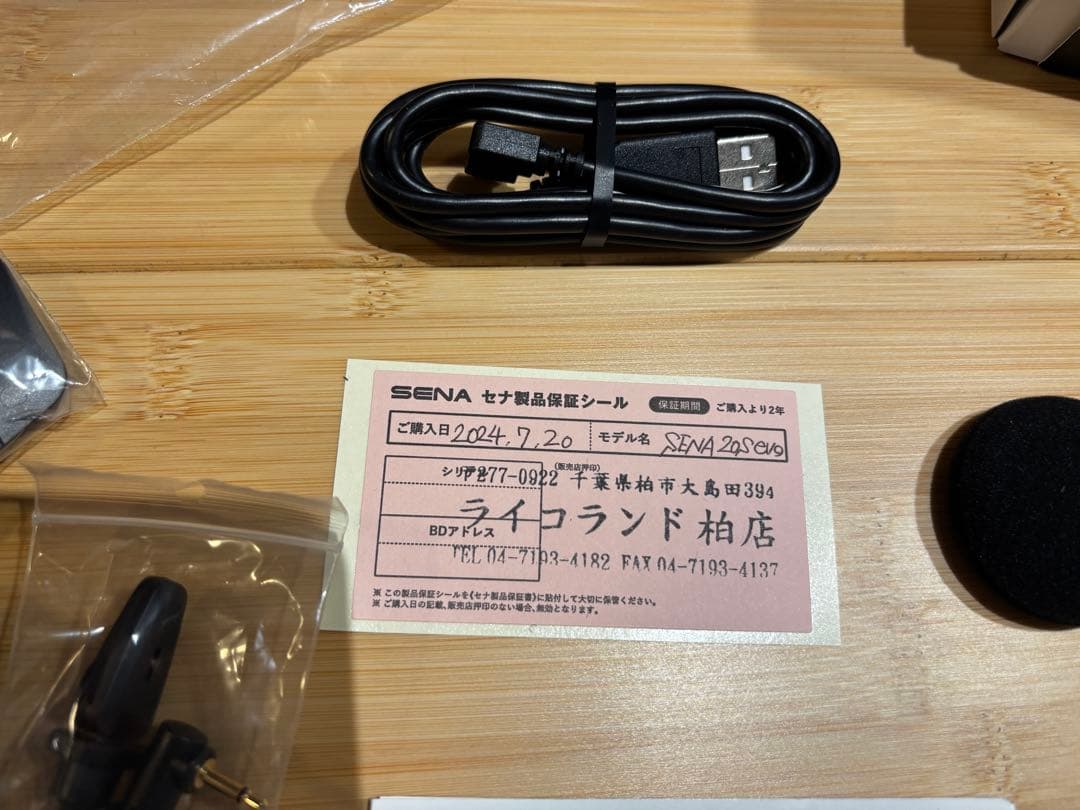 SENA セナ製品保証シール 保証期間 ご購入より2年
ご購入日 2024.7.20 モデル名 SENA 20S evo
(販売店押印)
シリアル 〒277-0922 千葉県柏市大島田394
ライコランド柏店
BDアドレス
TEL 04-7193-4182 FAX 04-7193-4137
※ この製品保証シールを《セナ製品保証書》に貼付して大切に保管ください。
※ ご購入日の記載、販売店押印のない場合、無効となります。